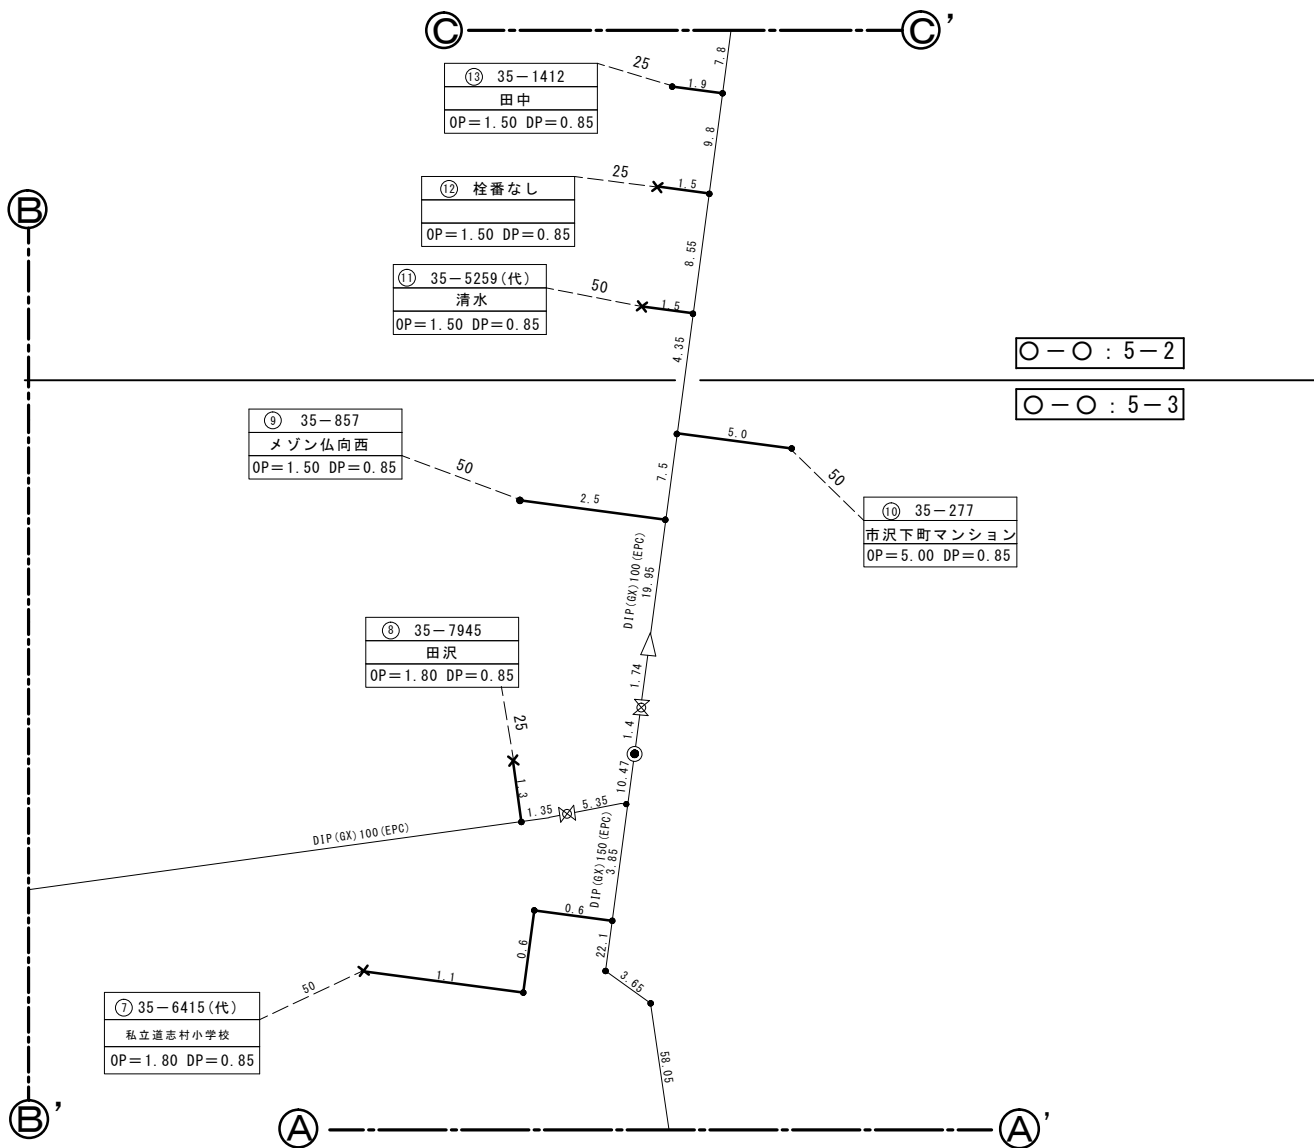 C
C'
7.8
25
1.9
⑬ 35-1412
田中
OP=1.50 DP=0.85
9.8
25
1.5
⑫ 栓番なし
OP=1.50 DP=0.85
B
8.55
⑪ 35-5259(代)
清水
OP=1.50 DP=0.85
50
1.5
4.35
○-○ : 5-2
○-○ : 5-3
⑨ 35-857
メゾン仏向西
OP=1.50 DP=0.85
50
2.5
5.0
50
7.5
⑩ 35-277
市沢下町マンション
OP=5.00 DP=0.85
DIP(GX)100(EPC)
19.95
⑧ 35-7945
田沢
OP=1.80 DP=0.85
25
1.3
1.74
1.4
10.47
1.35
5.35
DIP(GX)100(EPC)
DIP(GX)150(EPC)
3.85
0.6
0.6
1.1
22.1
3.65
50
⑦ 35-6415(代)
私立道志村小学校
OP=1.80 DP=0.85
58.05
B'
A
A'